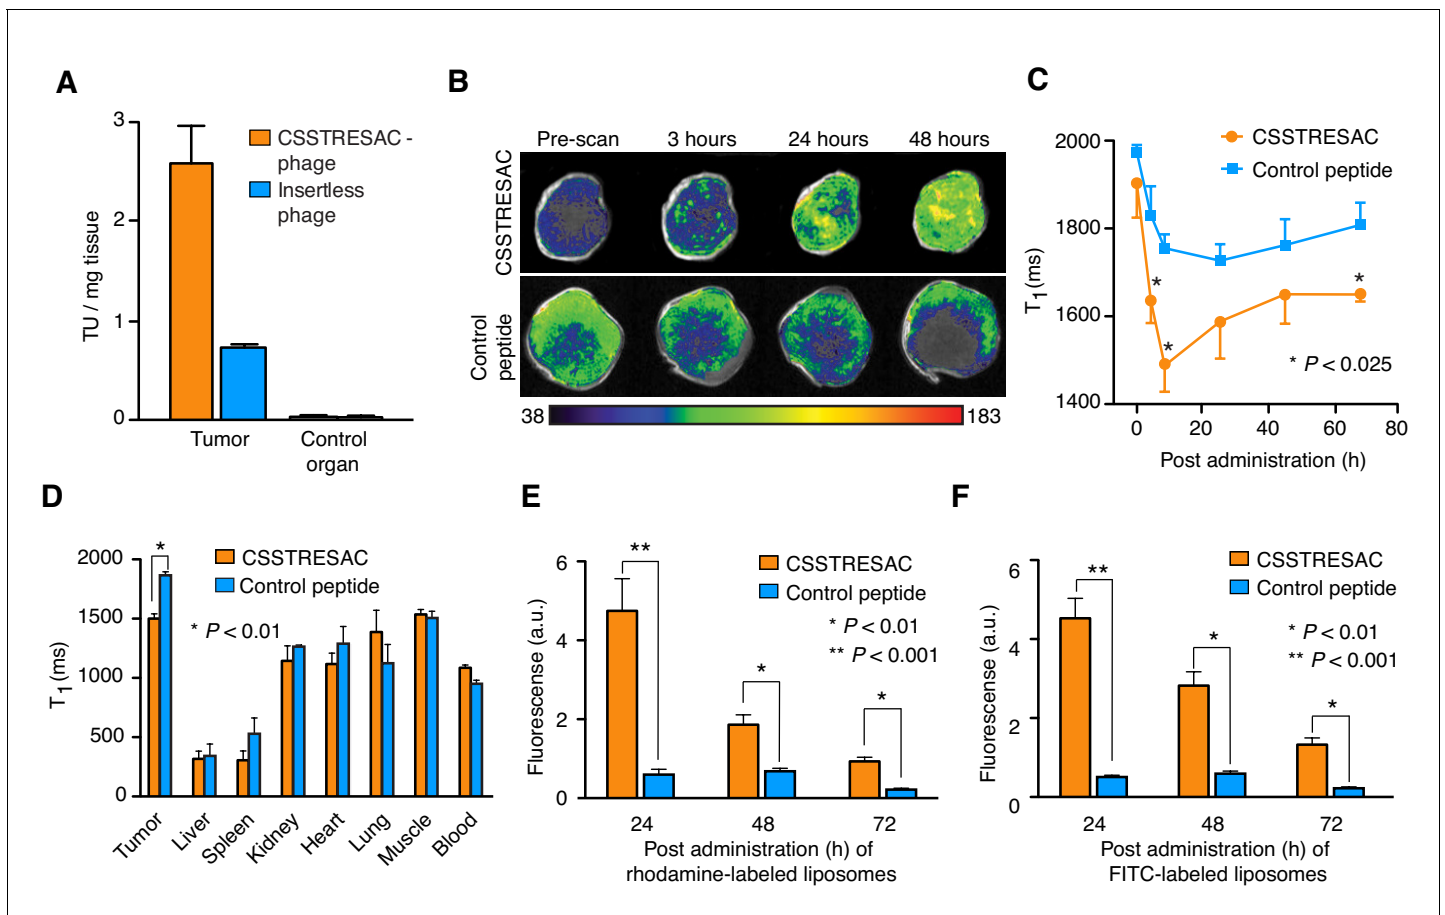 A
3
2
1
0
TU / mg tissue
CSSTRESAC -
phage
Insertless
phage
Tumor
Control
organ
B
Pre-scan
3 hours
24 hours
48 hours
CSSTRESAC
Control
peptide
38
183
C
CSSTRESAC
Control peptide
2000
1800
1600
1400
T1 (ms)
*
*
*
* P < 0.025
0
20
40
60
80
Post administration (h)
D
CSSTRESAC
Control peptide
2000
1500
1000
500
0
T1 (ms)
*
* P < 0.01
Tumor
Liver
Spleen
Kidney
Heart
Lung
Muscle
Blood
E
6
4
2
0
Fluorescense (a.u.)
CSSTRESAC
Control peptide
* P < 0.01
** P < 0.001
**
*
*
24
48
72
Post administration (h) of
rhodamine-labeled liposomes
F
6
4
2
0
Fluorescense (a.u.)
CSSTRESAC
Control peptide
* P < 0.01
** P < 0.001
**
*
*
24
48
72
Post administration (h) of
FITC-labeled liposomes